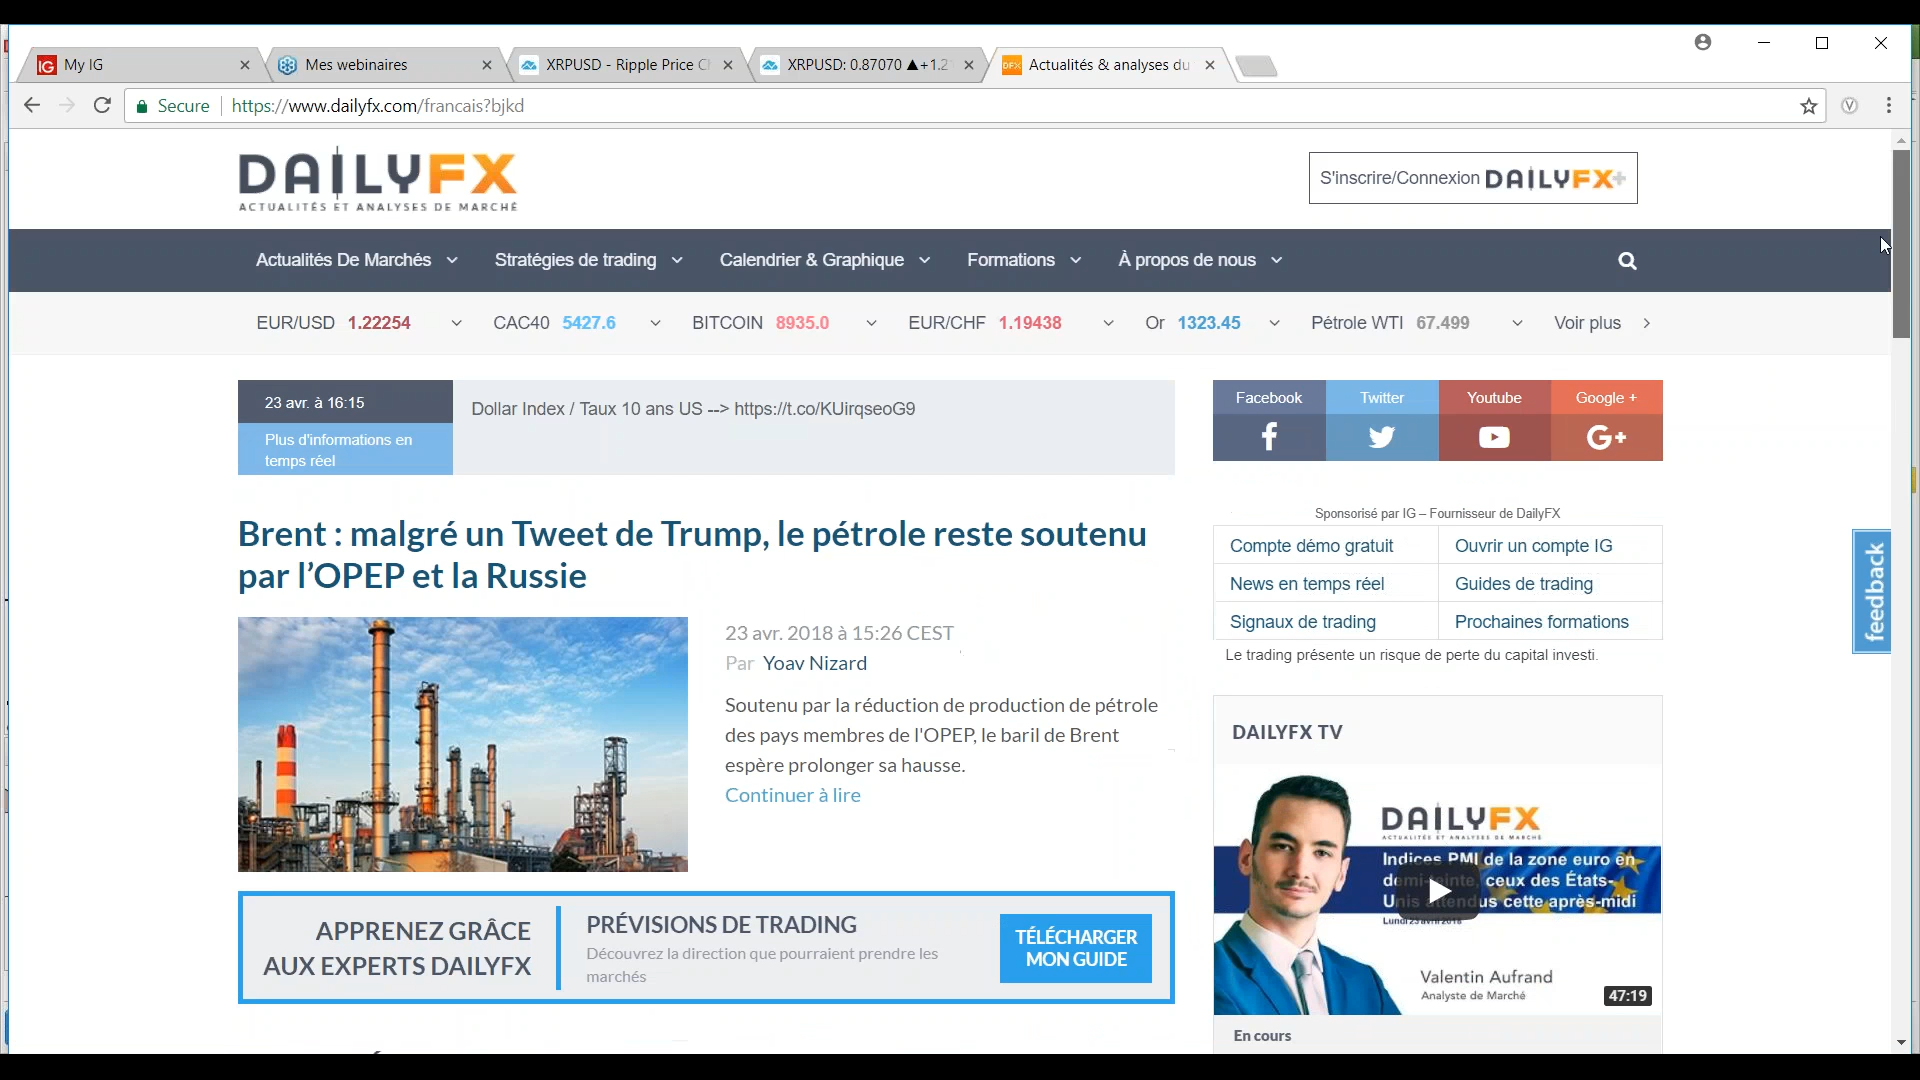 My IG
Mes webinaires
XRPUSD - Ripple Price C
XRPUSD: 0.87070 ▲+1.2
DFX
Actualités & analyses du
Secure
https://www.dailyfx.com/francais?bjkd
DAILYFX
ACTUALITÉS ET ANALYSES DE MARCHÉ
S'inscrire/Connexion DAILYFX+
Actualités De Marchés
Stratégies de trading
Calendrier & Graphique
Formations
À propos de nous
EUR/USD 1.22254
CAC40 5427.6
BITCOIN 8935.0
EUR/CHF 1.19438
Or 1323.45
Pétrole WTI 67.499
Voir plus
23 avr. à 16:15
Plus d'informations en
temps réel
Dollar Index / Taux 10 ans US --> https://t.co/KUirqseoG9
Facebook
Twitter
Youtube
Google +
Brent : malgré un Tweet de Trump, le pétrole reste soutenu
par l'OPEP et la Russie
23 avr. 2018 à 15:26 CEST
Par Yoav Nizard
Soutenu par la réduction de production de pétrole
des pays membres de l'OPEP, le baril de Brent
espère prolonger sa hausse.
Continuer à lire
Sponsorisé par IG – Fournisseur de DailyFX
Compte démo gratuit
Ouvrir un compte IG
News en temps réel
Guides de trading
Signaux de trading
Prochaines formations
Le trading présente un risque de perte du capital investi.
feedback
DAILYFX TV
DAILYFX
ACTUALITÉS ET ANALYSES DE MARCHÉ
Indices PMI de la zone euro en
demi-teinte, ceux des États-
Unis attendus cette après-midi
Lundi 23 avril 2018
Valentin Aufrand
Analyste de Marché
47:19
En cours
APPRENEZ GRÂCE
AUX EXPERTS DAILYFX
PRÉVISIONS DE TRADING
Découvrez la direction que pourraient prendre les
marchés
TÉLÉCHARGER
MON GUIDE